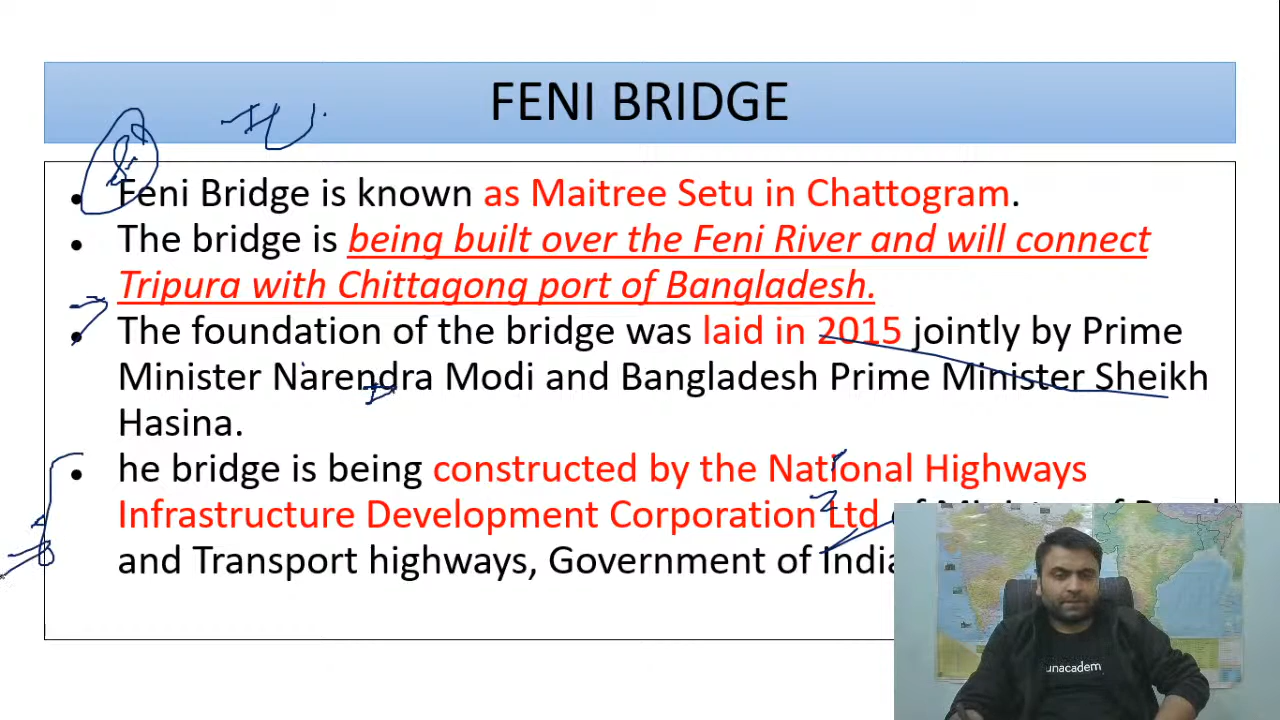 FENI BRIDGE
• Feni Bridge is known as Maitree Setu in Chattogram.
• The bridge is being built over the Feni River and will connect
Tripura with Chittagong port of Bangladesh.
• The foundation of the bridge was laid in 2015 jointly by Prime
Minister Narendra Modi and Bangladesh Prime Minister Sheikh
Hasina.
• he bridge is being constructed by the National Highways
Infrastructure Development Corporation Ltd of
and Transport highways, Government of India
unacadem